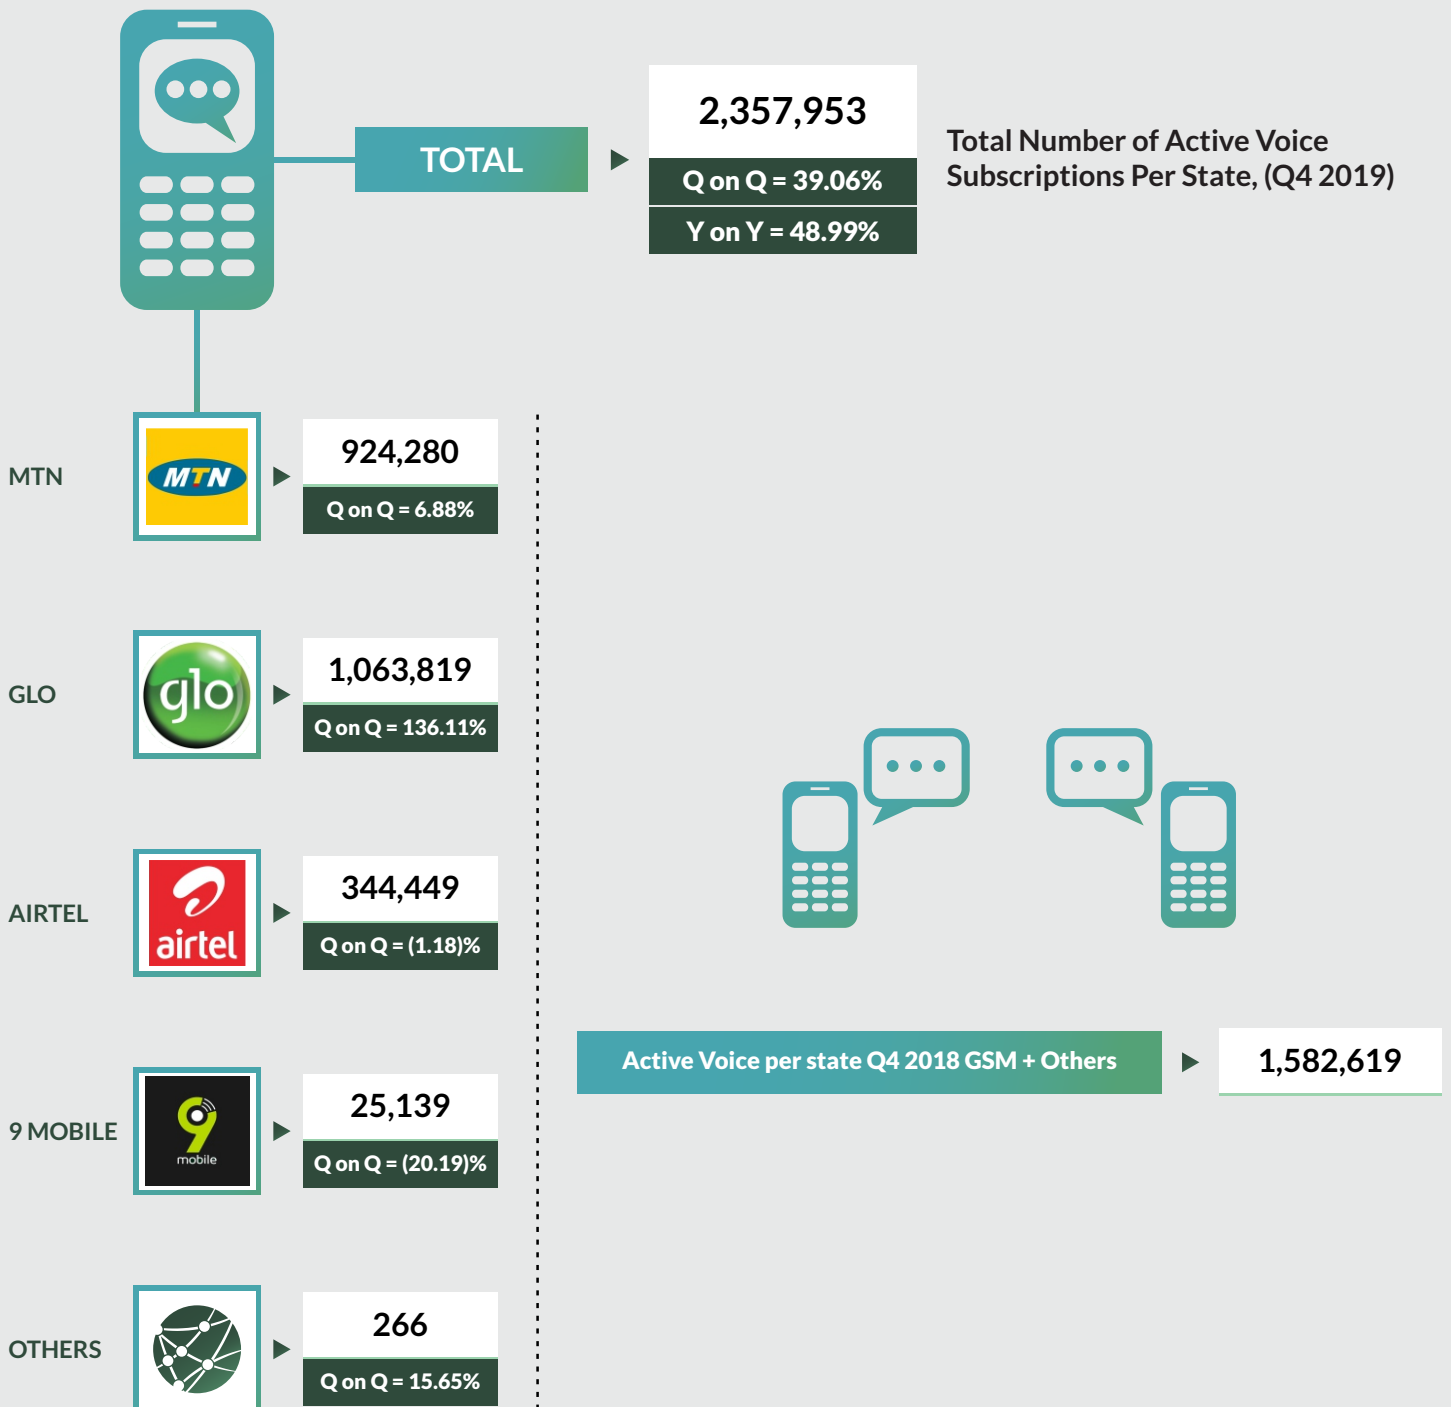 TOTAL
2,357,953
Q on Q = 39.06%
Y on Y = 48.99%
Total Number of Active Voice
Subscriptions Per State, (Q4 2019)
MTN
MTN
924,280
Q on Q = 6.88%
GLO
glo
1,063,819
Q on Q = 136.11%
AIRTEL
airtel
344,449
Q on Q = (1.18)%
9 MOBILE
9
mobile
25,139
Q on Q = (20.19)%
Active Voice per state Q4 2018 GSM + Others
1,582,619
OTHERS
266
Q on Q = 15.65%